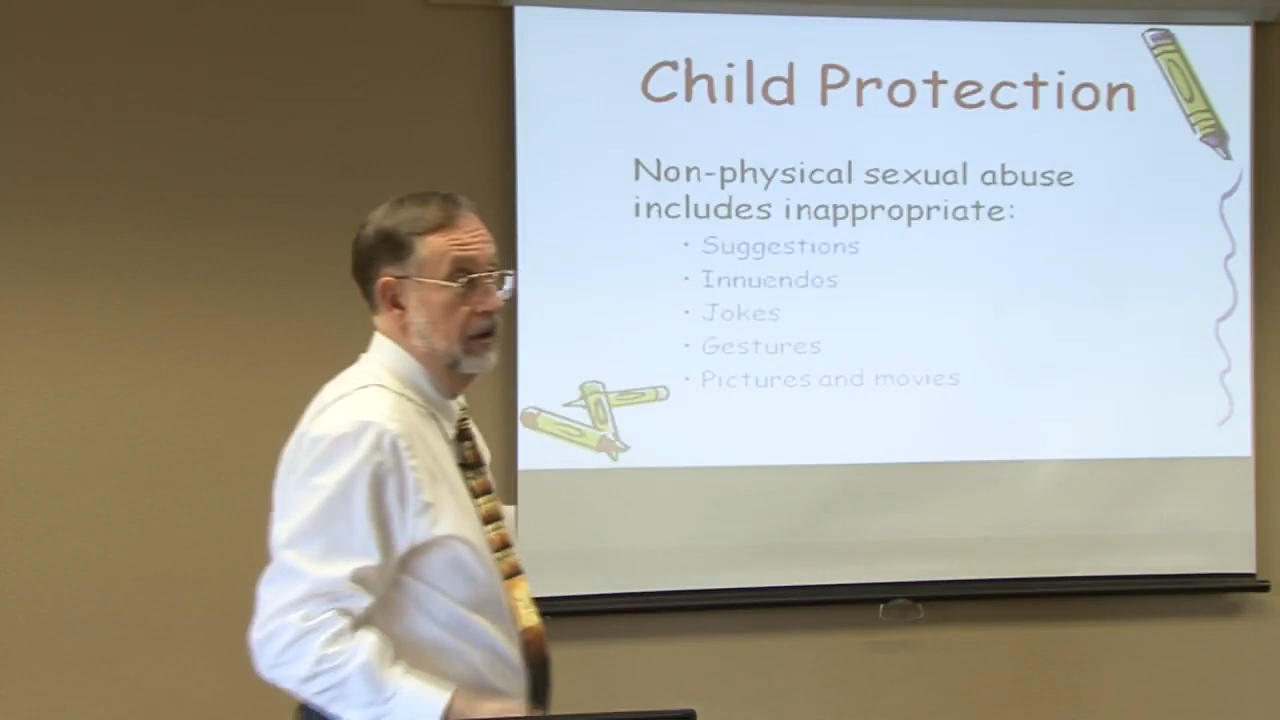 Child Protection
Non-physical sexual abuse
includes inappropriate:
· Suggestions
· Innuendos
· Jokes
· Gestures
· Pictures and movies